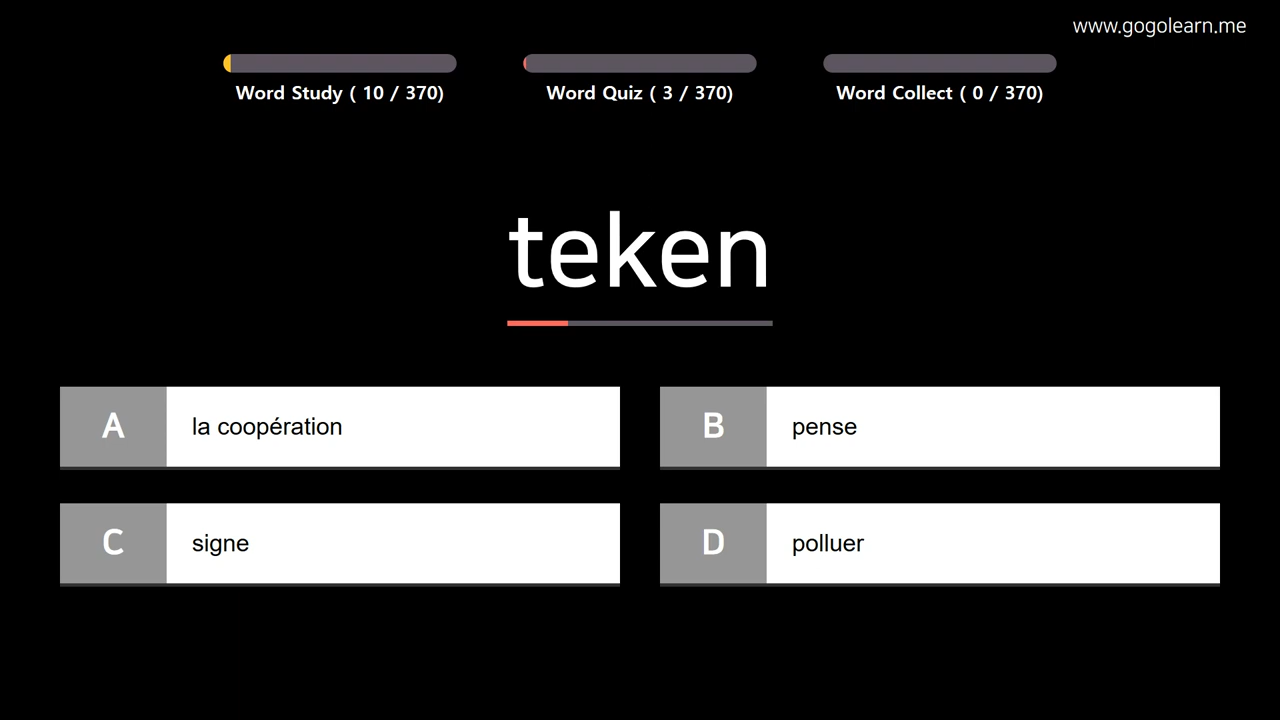 www.gogolearn.me
Word Study ( 10 / 370)
Word Quiz ( 3 / 370)
Word Collect ( 0 / 370)
teken
A la coopération
B pense
C signe
D polluer